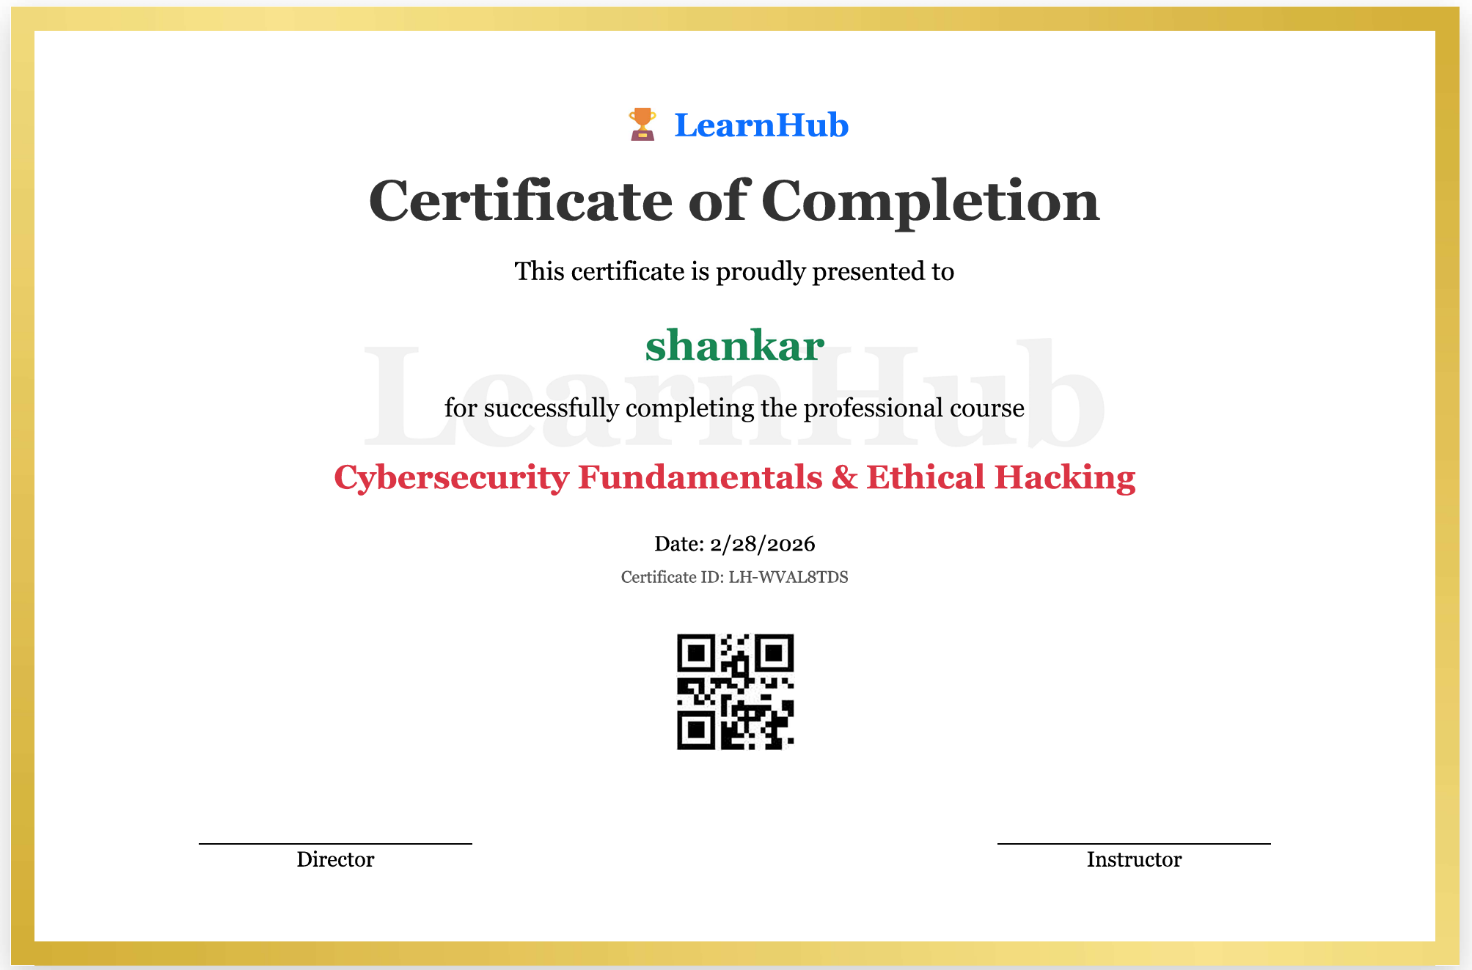 LearnHub
Certificate of Completion
This certificate is proudly presented to
LearnHub
shankar
for successfully completing the professional course
Cybersecurity Fundamentals & Ethical Hacking
Date: 2/28/2026
Certificate ID: LH-WVAL8TDS
Director
Instructor